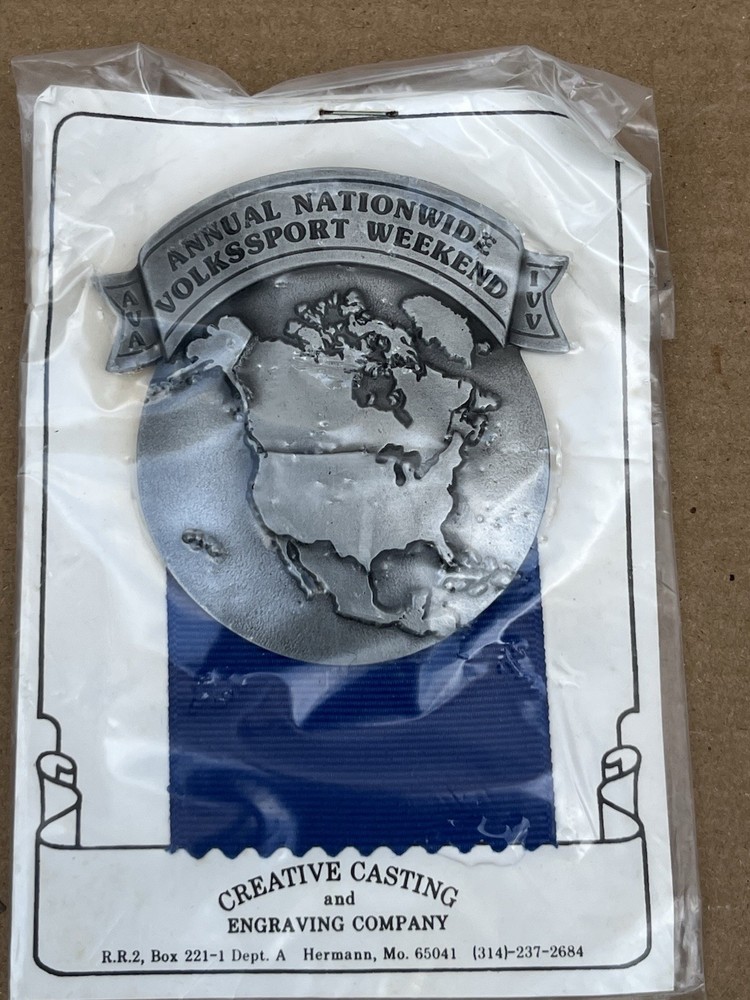 ANNUAL NATIONWIDE
VOLKSSPORT WEEKEND
AVA
IVV
CREATIVE CASTING
and
ENGRAVING COMPANY
R.R.2, Box 221-1 Dept. A Hermann, Mo. 65041 (314)-237-2684